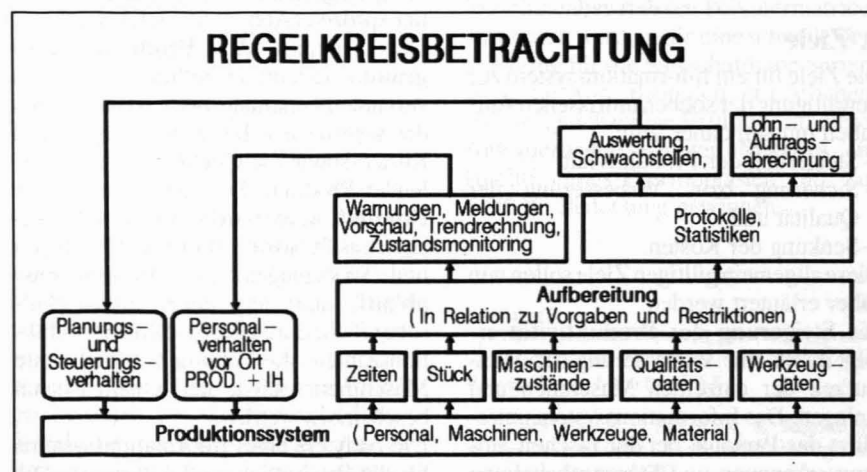 REGELKREISBETRACHTUNG
Auswertung,
Schwachstellen,
Lohn – und
Auftrags –
abrechnung
Warnungen, Meldungen,
Vorschau, Trendrechnung,
Zustandsmonitoring
Protokolle,
Statistiken
Aufbereitung
( In Relation zu Vorgaben und Restriktionen )
Planungs –
und
Steuerungs –
verhalten
Personal –
verhalten
vor Ort
PROD. + IH
Zeiten
Stück
Maschinen –
zustände
Qualitäts –
daten
Werkzeug –
daten
Produktionssystem ( Personal, Maschinen, Werkzeuge, Material )